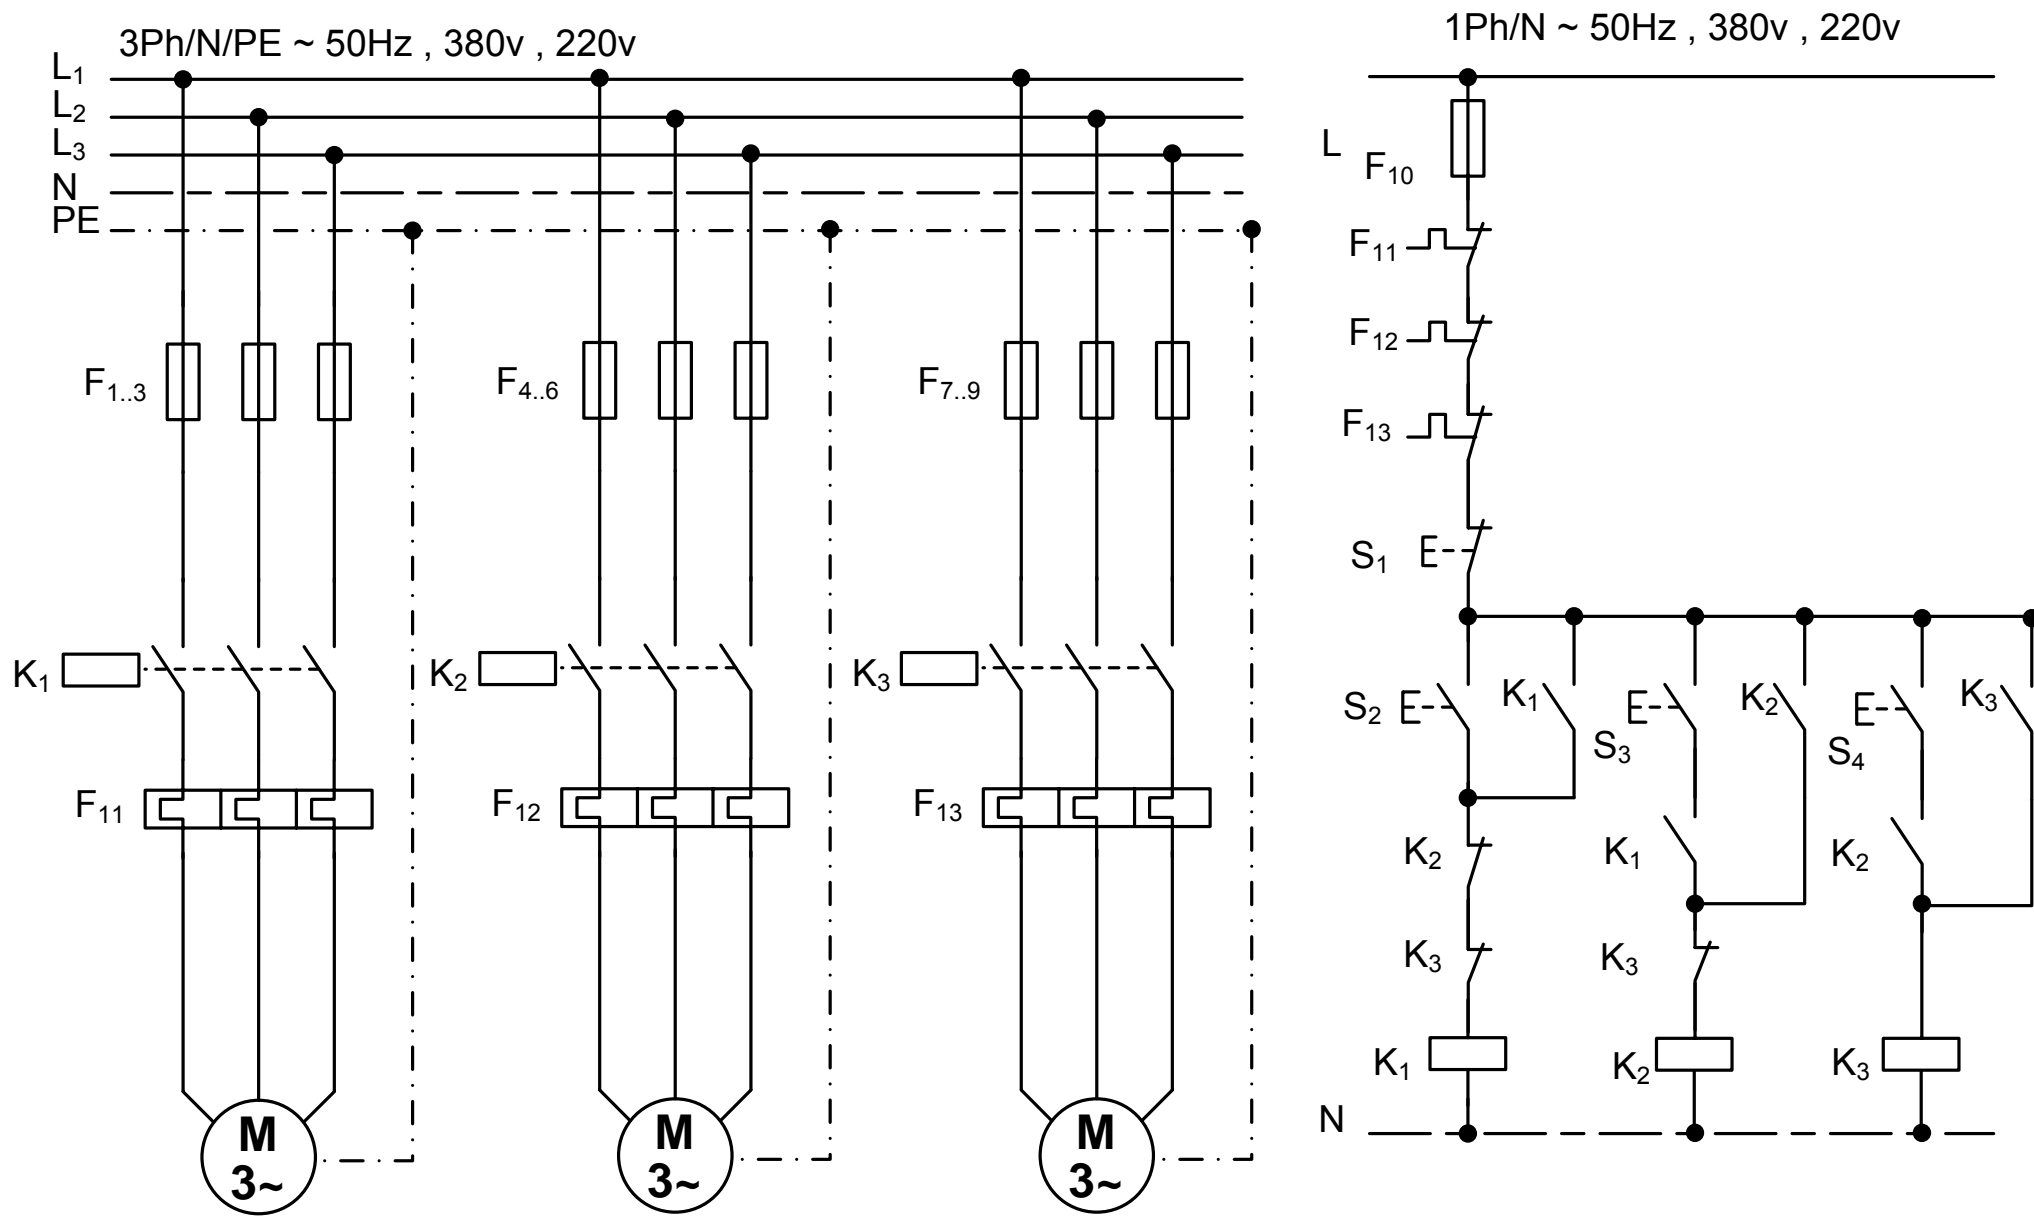 3Ph/N/PE ~ 50Hz , 380v , 220v
L1
L2
L3
N
PE
F1..3
F4..6
F7..9
K1
K2
K3
F11
F12
F13
M
3~
M
3~
M
3~
1Ph/N ~ 50Hz , 380v , 220v
L
F10
F11
F12
F13
S1
S2
K1
S3
K2
S4
K3
K2
K1
K2
K3
K3
K1
K2
K3
N